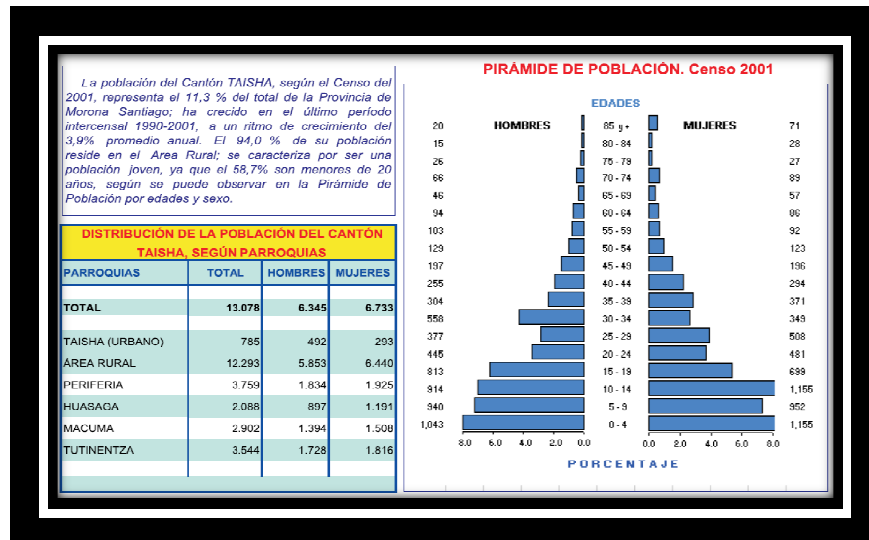 La población del Cantón TAISHA, según el Censo del
2001, representa el 11,3 % del total de la Provincia de
Morona Santiago; ha crecido en el último período
intercensal 1990-2001, a un ritmo de crecimiento del
3,9% promedio anual. El 94,0 % de su población
reside en el Area Rural; se caracteriza por ser una
población joven, ya que el 58,7% son menores de 20
años, según se puede observar en la Pirámide de
Población por edades y sexo.
DISTRIBUCIÓN DE LA POBLACIÓN DEL CANTÓN
TAISHA, SEGÚN PARROQUIAS
PARROQUIAS TOTAL HOMBRES MUJERES
TOTAL 13.078 6.345 6.733
TAISHA (URBANO) 785 492 293
ÁREA RURAL 12.293 5.853 6.440
PERIFERIA 3.759 1.834 1.925
HUASAGA 2.088 897 1.191
MACUMA 2.902 1.394 1.508
TUTINENTZA 3.544 1.728 1.816
PIRÁMIDE DE POBLACIÓN. Censo 2001
EDADES
HOMBRES MUJERES
20 85 y + 71
15 80 - 84 28
26 75 - 79 27
66 70 - 74 89
46 65 - 69 57
94 60 - 64 86
103 55 - 59 92
129 50 - 54 123
197 45 - 49 196
255 40 - 44 294
304 35 - 39 371
558 30 - 34 349
377 25 - 29 508
445 20 - 24 481
813 15 - 19 699
914 10 - 14 1,155
940 5 - 9 952
1,043 0 - 4 1,155
8.0 6.0 4.0 2.0 0.0 0.0 2.0 4.0 6.0 8.0
PORCENTAJE